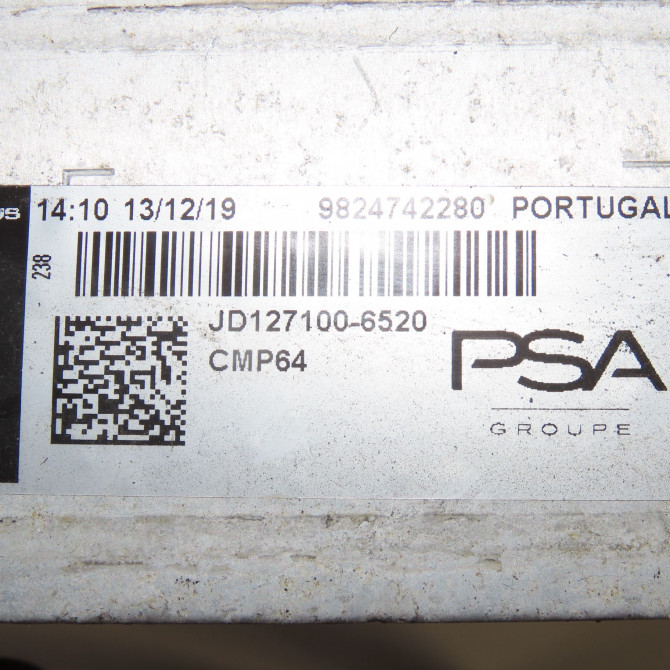 14:10 13/12/19 9824742280 PORTUGAL
238
JD127100-6520
CMP64
PSA
GROUPE